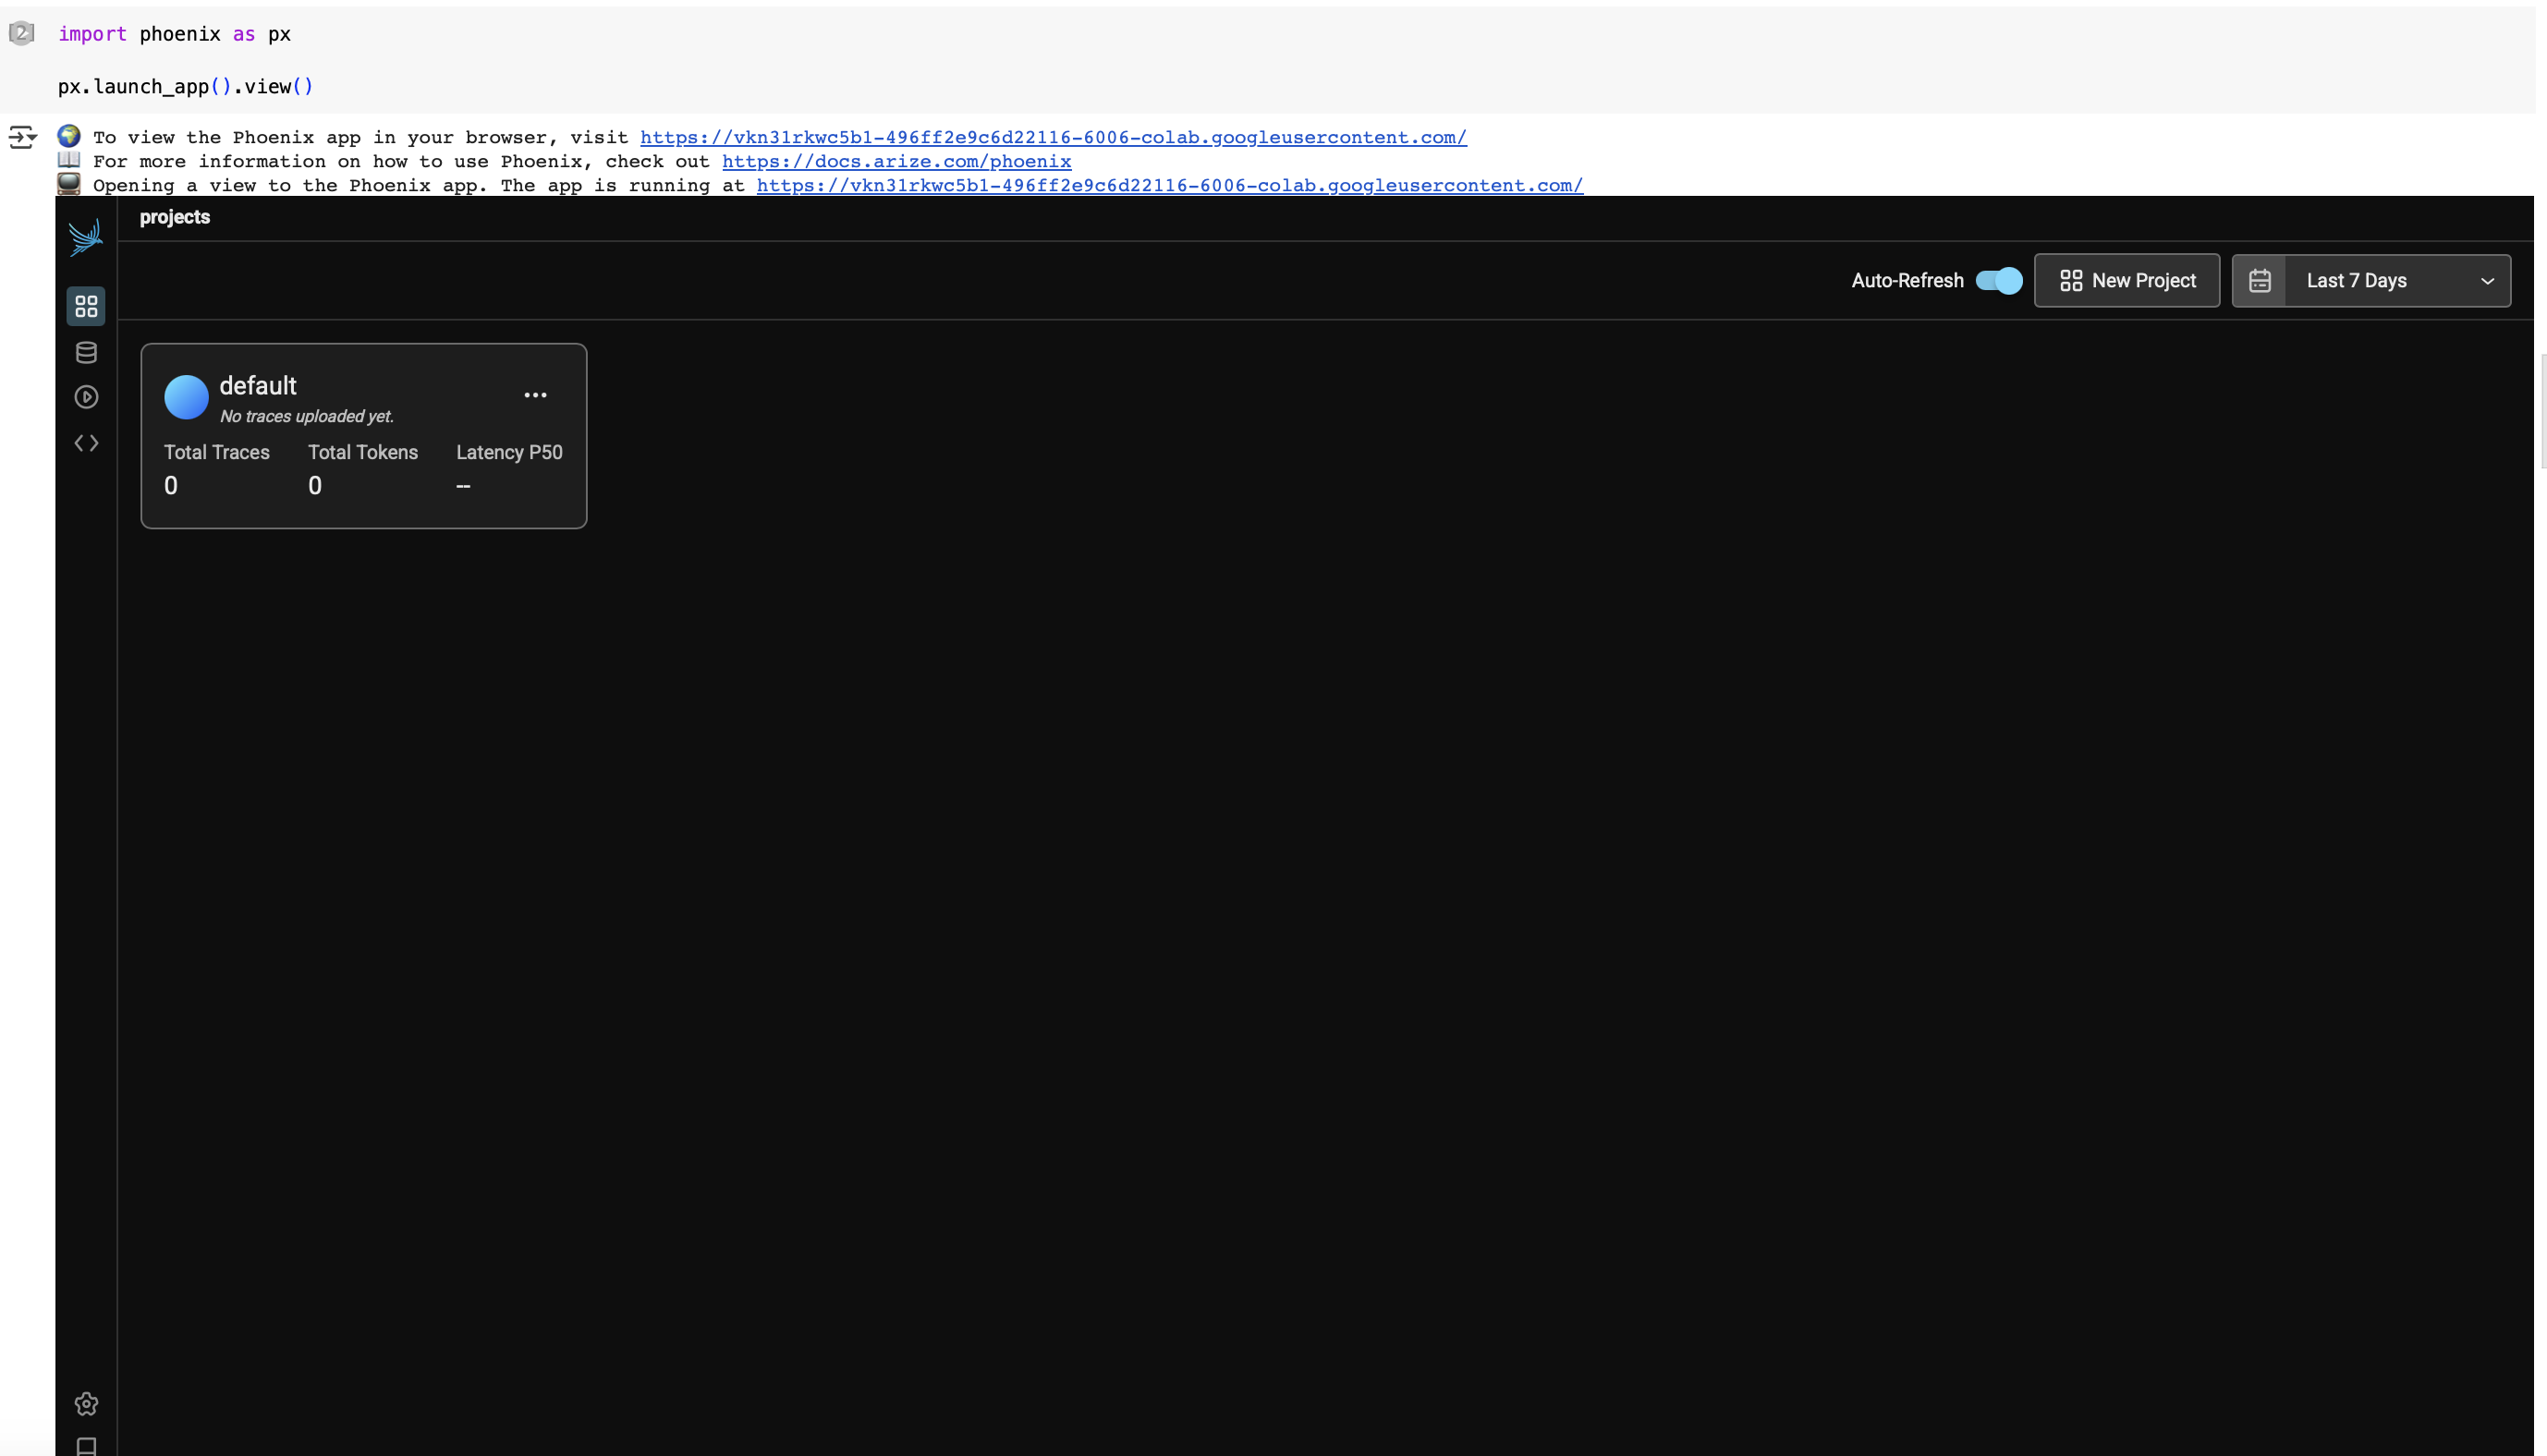 2
import phoenix as px
px.launch_app().view()
To view the Phoenix app in your browser, visit https://vkn31rkwc5b1-496ff2e9c6d22116-6006-colab.googleusercontent.com/
For more information on how to use Phoenix, check out https://docs.arize.com/phoenix
Opening a view to the Phoenix app. The app is running at https://vkn31rkwc5b1-496ff2e9c6d22116-6006-colab.googleusercontent.com/
projects
Auto-Refresh New Project Last 7 Days
default
No traces uploaded yet.
Total Traces Total Tokens Latency P50
0 0 --